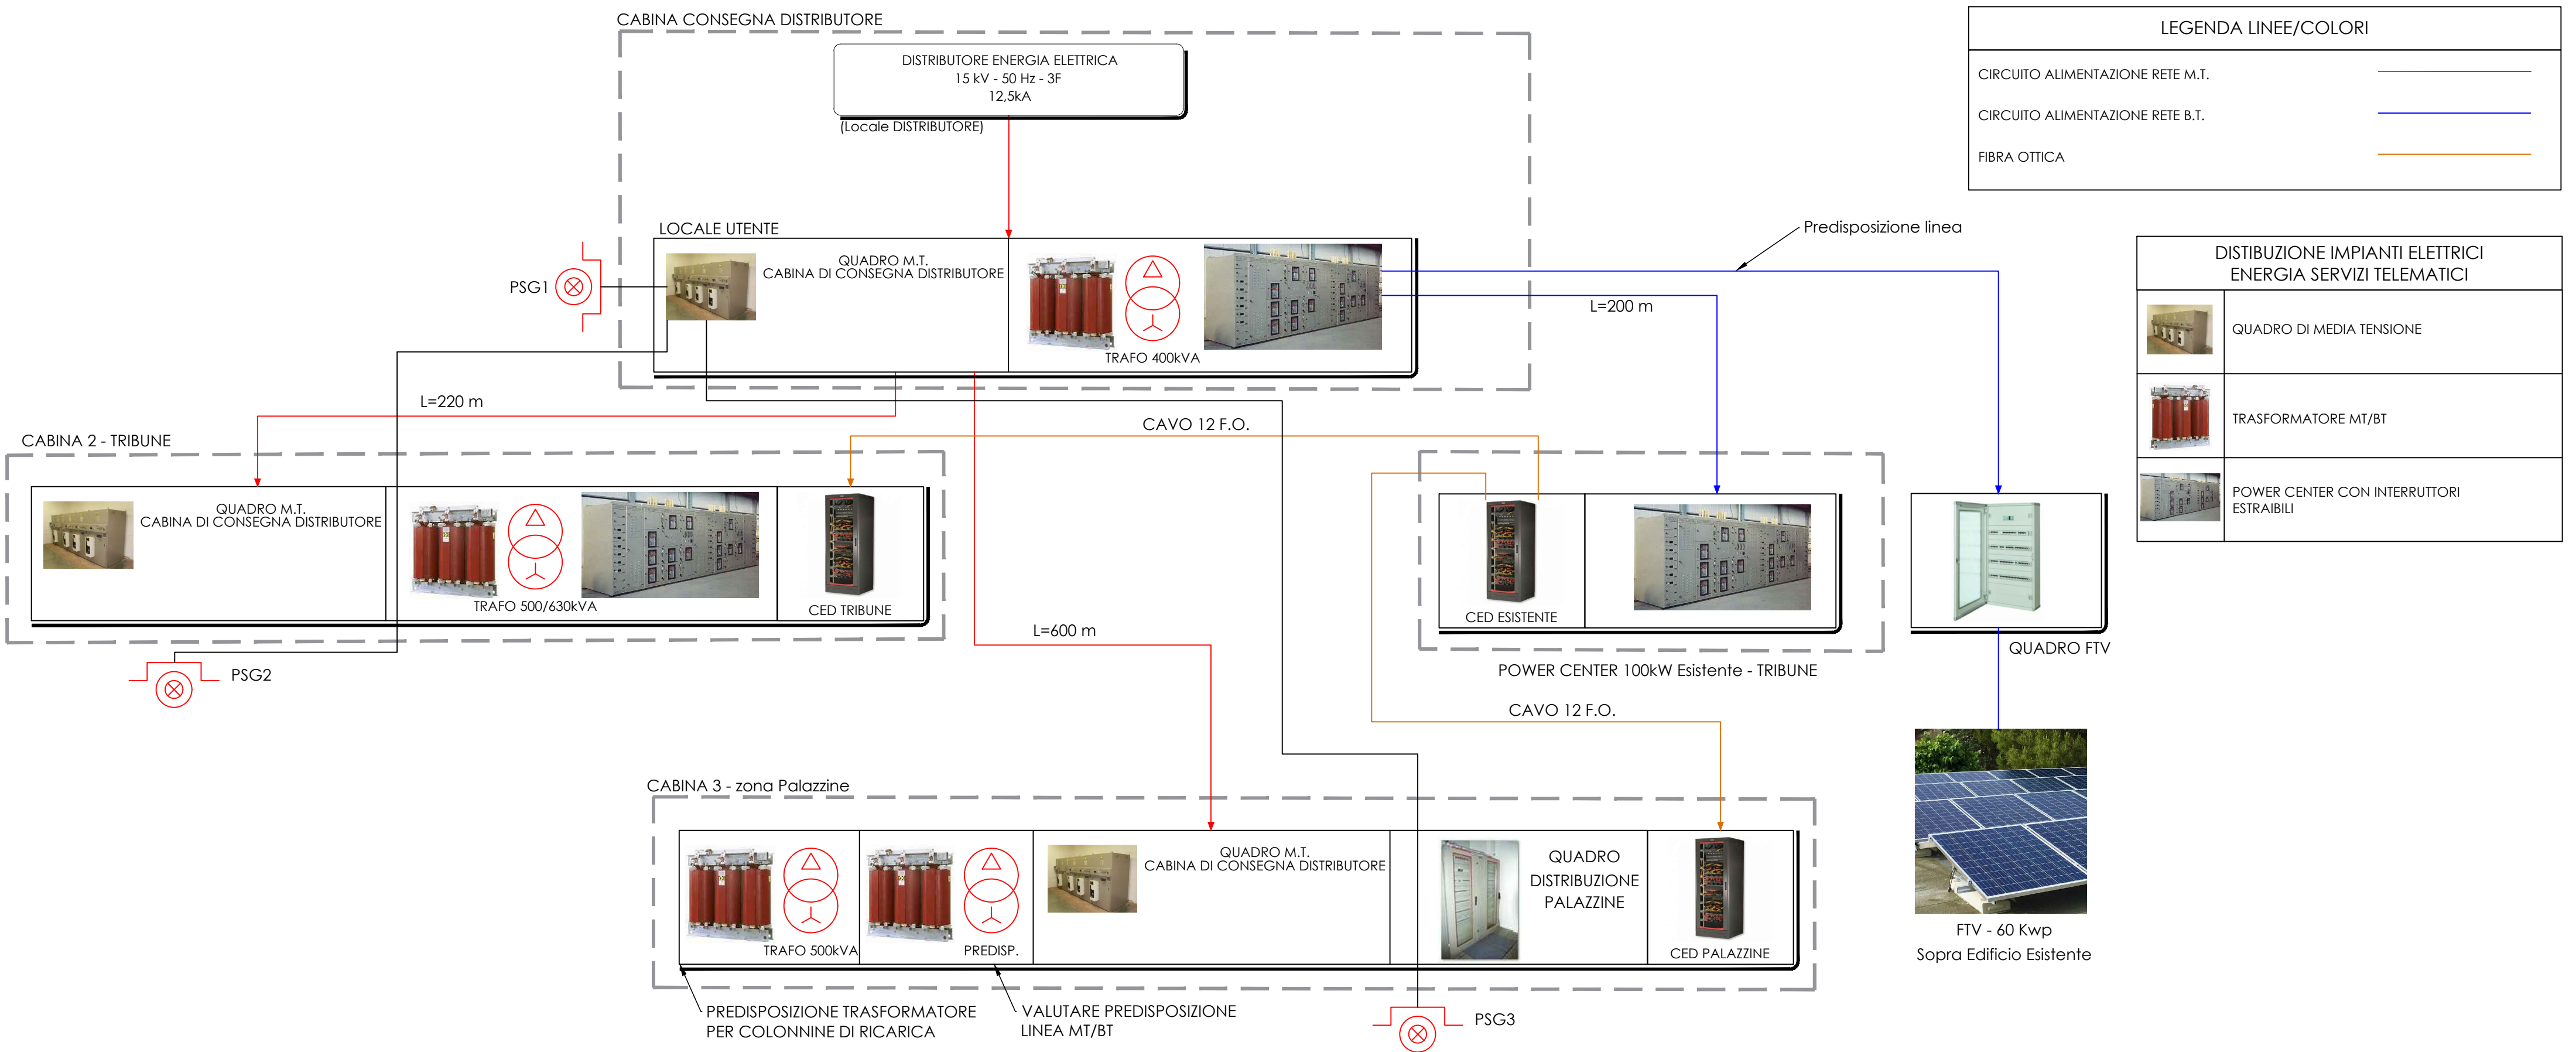 CABINA CONSEGNA DISTRIBUTORE
DISTRIBUTORE ENERGIA ELETTRICA
15 kV - 50 Hz - 3F
12,5kA
(Locale DISTRIBUTORE)
LEGENDA LINEE/COLORI
CIRCUITO ALIMENTAZIONE RETE M.T.
CIRCUITO ALIMENTAZIONE RETE B.T.
FIBRA OTTICA
LOCALE UTENTE
QUADRO M.T.
CABINA DI CONSEGNA DISTRIBUTORE
TRAFO 400kVA
PSG1
Predisposizione linea
L=200 m
DISTIBUZIONE IMPIANTI ELETTRICI
ENERGIA SERVIZI TELEMATICI
QUADRO DI MEDIA TENSIONE
TRASFORMATORE MT/BT
POWER CENTER CON INTERRUTTORI
ESTRAIBILI
L=220 m
CAVO 12 F.O.
CABINA 2 - TRIBUNE
QUADRO M.T.
CABINA DI CONSEGNA DISTRIBUTORE
TRAFO 500/630kVA
CED TRIBUNE
PSG2
L=600 m
CED ESISTENTE
POWER CENTER 100kW Esistente - TRIBUNE
QUADRO FTV
CAVO 12 F.O.
CABINA 3 - zona Palazzine
TRAFO 500kVA
PREDISP.
QUADRO M.T.
CABINA DI CONSEGNA DISTRIBUTORE
QUADRO
DISTRIBUZIONE
PALAZZINE
CED PALAZZINE
FTV - 60 Kwp
Sopra Edificio Esistente
PREDISPOSIZIONE TRASFORMATORE
PER COLONNINE DI RICARICA
VALUTARE PREDISPOSIZIONE
LINEA MT/BT
PSG3